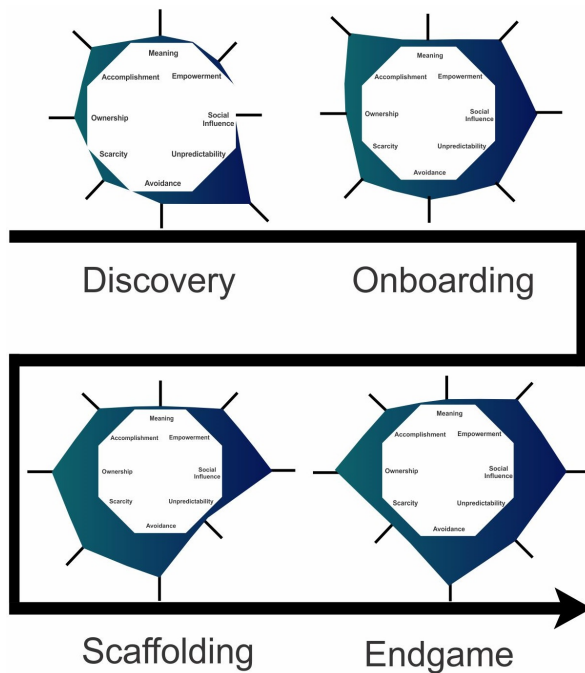 Meaning
Accomplishment
Empowerment
Ownership
Social
Influence
Scarcity
Unpredictability
Avoidance
Meaning
Accomplishment
Empowerment
Ownership
Social
Influence
Scarcity
Unpredictability
Avoidance
Discovery
Onboarding
Meaning
Accomplishment
Empowerment
Ownership
Social
Influence
Scarcity
Unpredictability
Avoidance
Meaning
Accomplishment
Empowerment
Ownership
Social
Influence
Scarcity
Unpredictability
Avoidance
Scaffolding
Endgame